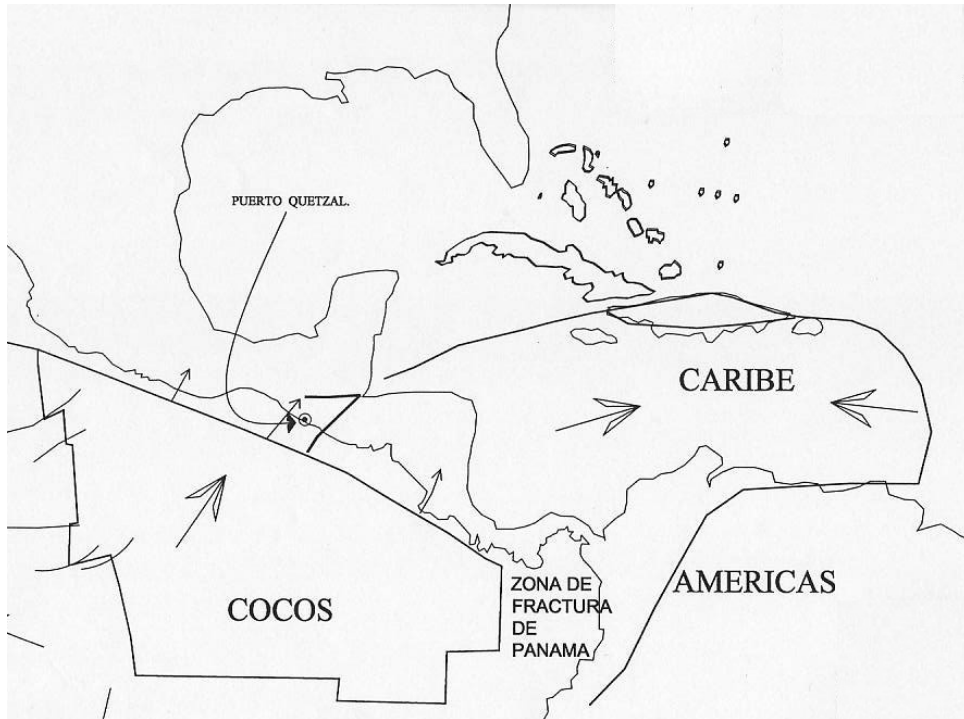 PUERTO QUETZAL.
CARIBE
AMERICAS
COCOS
ZONA DE
FRACTURA
DE
PANAMA